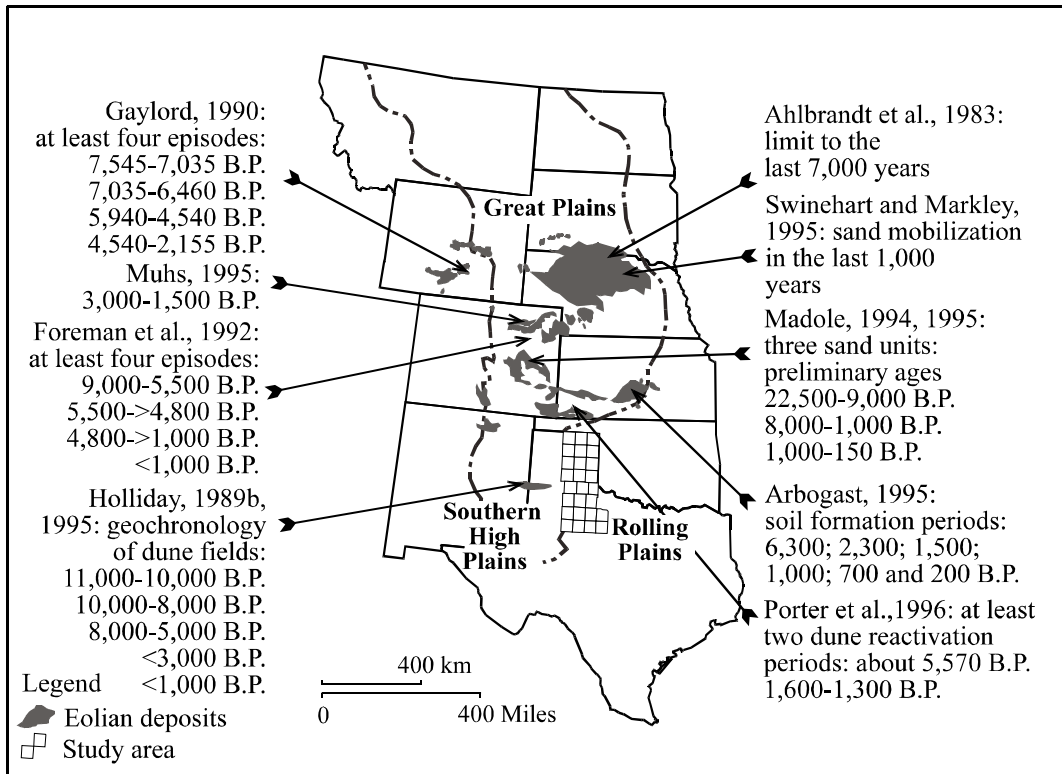 Gaylord, 1990:
at least four episodes:
7,545-7,035 B.P.
7,035-6,460 B.P.
5,940-4,540 B.P.
4,540-2,155 B.P.
Muhs, 1995:
3,000-1,500 B.P.
Foreman et al., 1992:
at least four episodes:
9,000-5,500 B.P.
5,500->4,800 B.P.
4,800->1,000 B.P.
<1,000 B.P.
Holliday, 1989b,
1995: geochronology
of dune fields:
11,000-10,000 B.P.
10,000-8,000 B.P.
8,000-5,000 B.P.
<3,000 B.P.
<1,000 B.P.
Legend
Eolian deposits
Study area
Great Plains
Southern
High
Plains
Rolling
Plains
400 km
0
400 Miles
Ahlbrandt et al., 1983:
limit to the
last 7,000 years
Swinehart and Markley,
1995: sand mobilization
in the last 1,000
years
Madole, 1994, 1995:
three sand units:
preliminary ages
22,500-9,000 B.P.
8,000-1,000 B.P.
1,000-150 B.P.
Arbogast, 1995:
soil formation periods:
6,300; 2,300; 1,500;
1,000; 700 and 200 B.P.
Porter et al.,1996: at least
two dune reactivation
periods: about 5,570 B.P.
1,600-1,300 B.P.